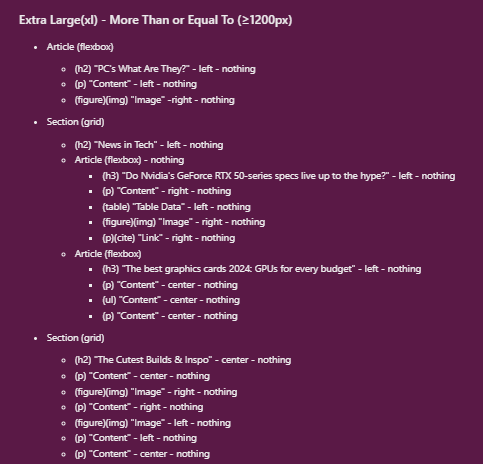 Extra Large(xl) - More Than or Equal To (≥1200px)
Article (flexbox)
(h2) "PC's What Are They?" - left - nothing
(p) "Content" - left - nothing
(figure)(img) "Image" -right - nothing
Section (grid)
(h2) "News in Tech" - left - nothing
Article (flexbox) - nothing
(h3) "Do Nvidia's GeForce RTX 50-series specs live up to the hype?" - left - nothing
(p) "Content" - right - nothing
(table) "Table Data" - left - nothing
(figure)(img) "Image" - right - nothing
(p)(cite) "Link" - right - nothing
Article (flexbox)
(h3) "The best graphics cards 2024: GPUs for every budget" - left - nothing
(p) "Content" - center - nothing
(ul) "Content" - center - nothing
(p) "Content" - center - nothing
Section (grid)
(h2) "The Cutest Builds & Inspo" - center - nothing
(p) "Content" - center - nothing
(figure)(img) "Image" - right - nothing
(p) "Content" - right - nothing
(figure)(img) "Image" - left - nothing
(p) "Content" - left - nothing
(p) "Content" - center - nothing